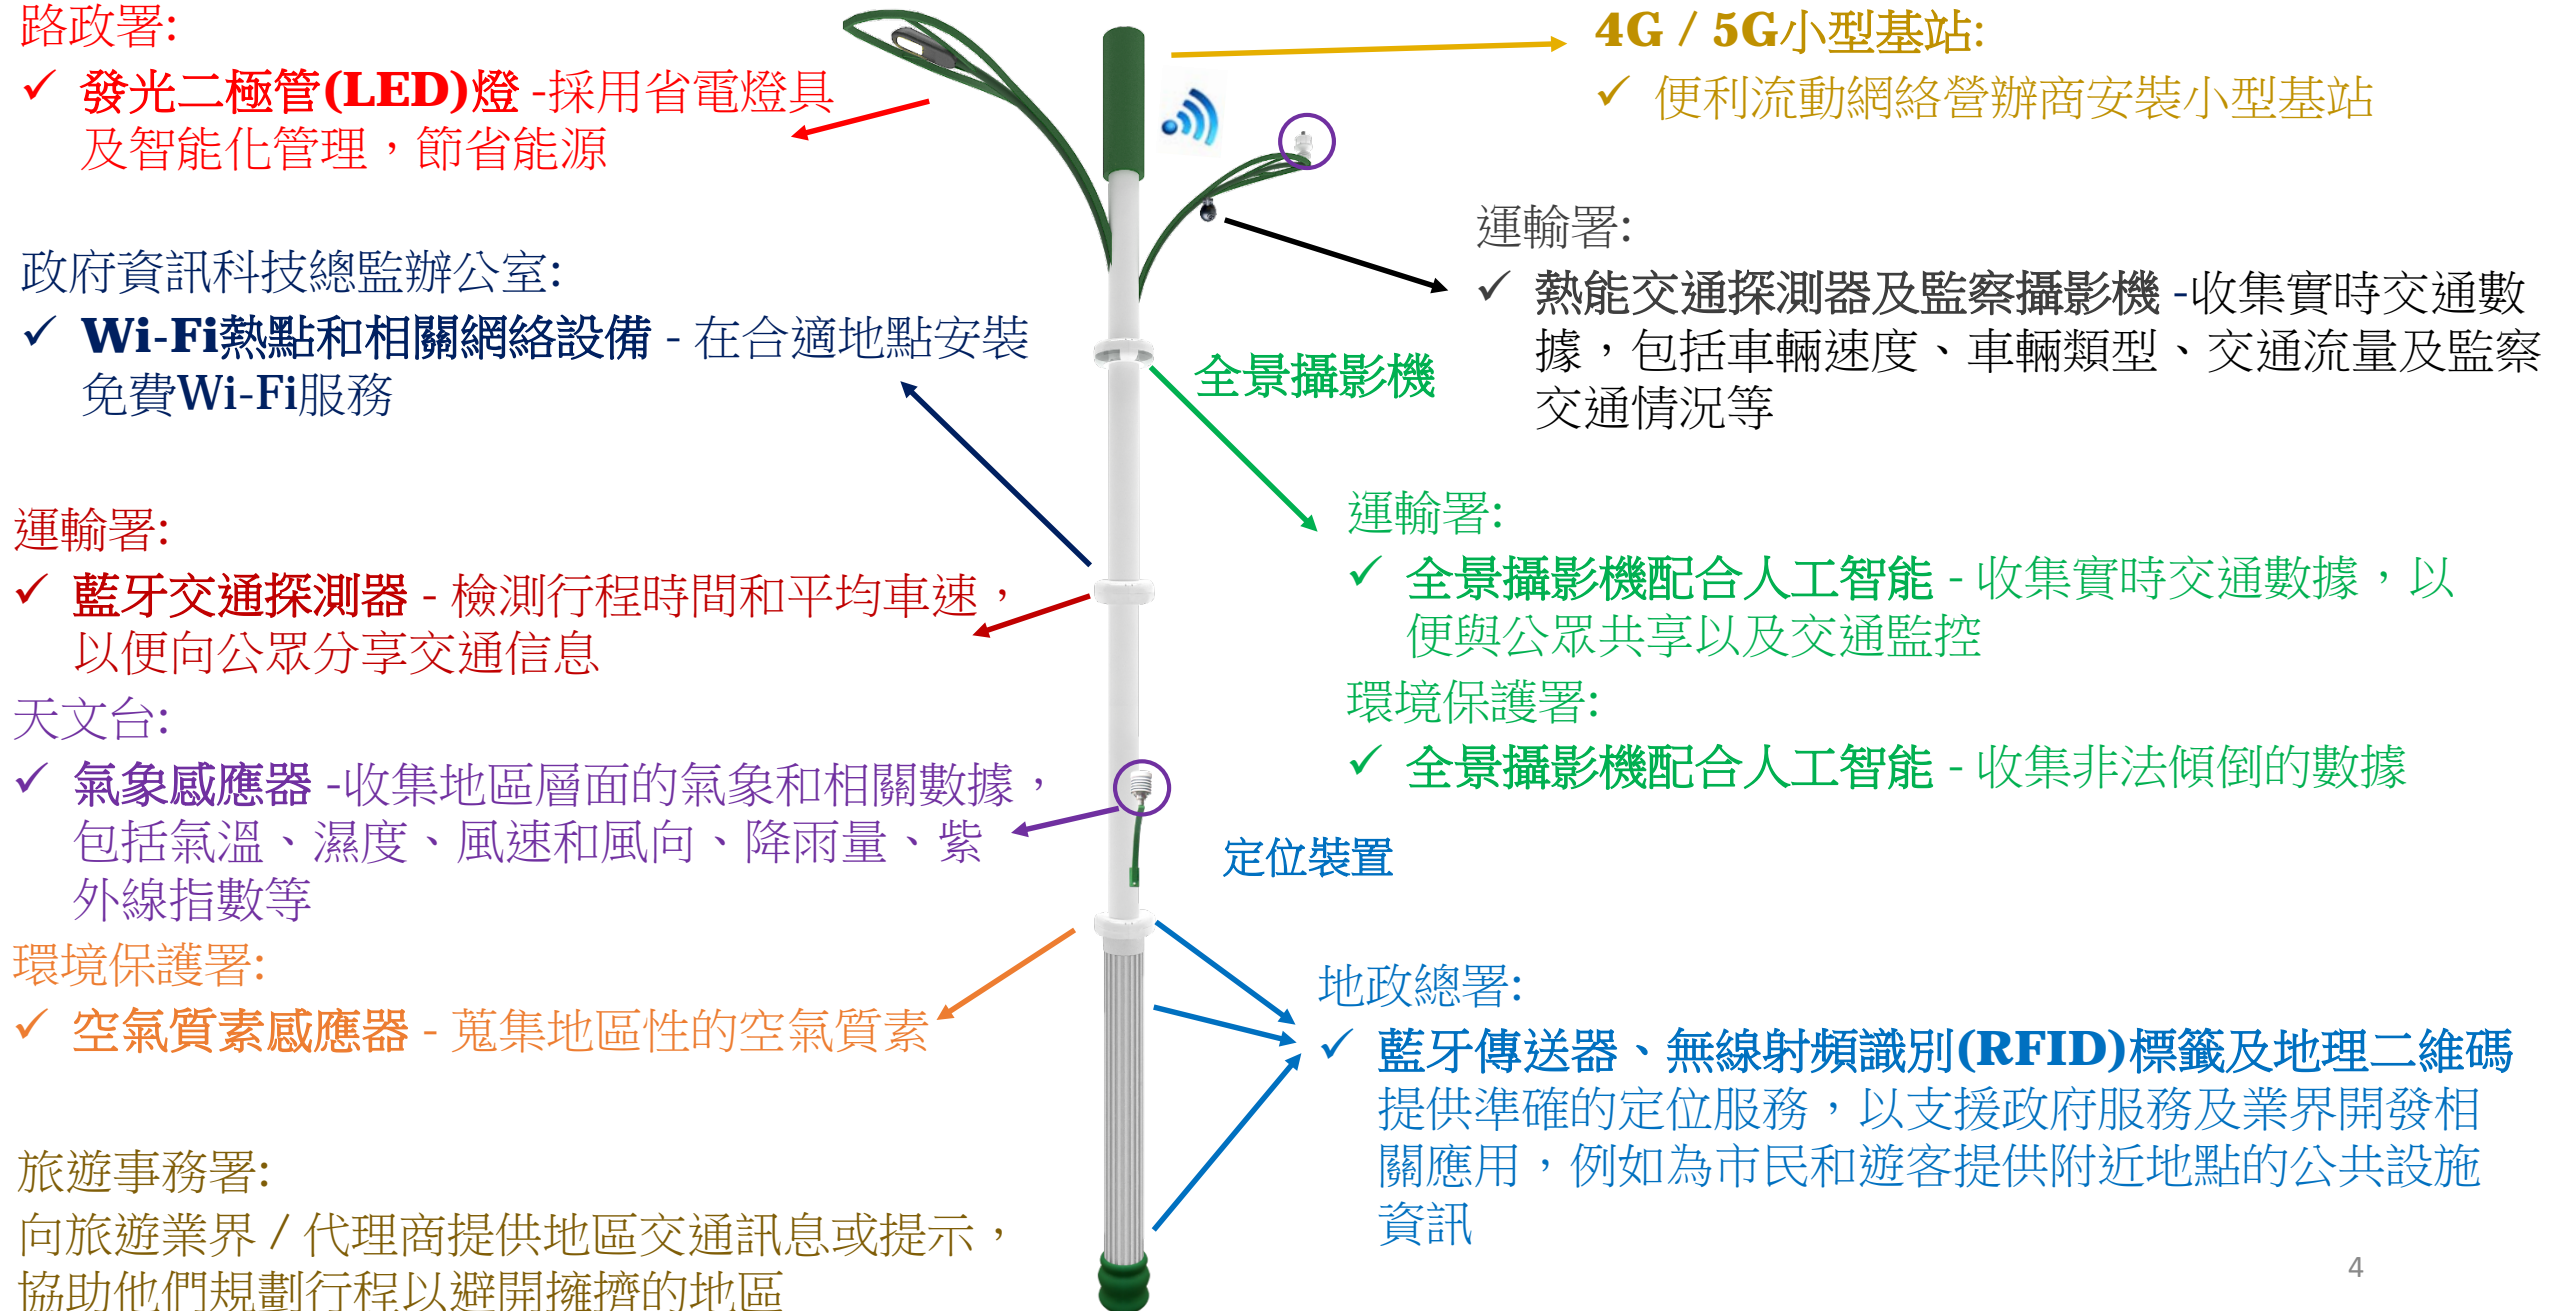 路政署:
✓ 發光二極管(LED)燈 -採用省電燈具
及智能化管理，節省能源
政府資訊科技總監辦公室:
✓ Wi-Fi熱點和相關網絡設備 - 在合適地點安裝
免費Wi-Fi服務
運輸署:
✓ 藍牙交通探測器 - 檢測行程時間和平均車速，
以便向公眾分享交通信息
天文台:
✓ 氣象感應器 -收集地區層面的氣象和相關數據，
包括氣溫、濕度、風速和風向、降雨量、紫
外線指數等
環境保護署:
✓ 空氣質素感應器 - 蒐集地區性的空氣質素
旅遊事務署:
向旅遊業界 / 代理商提供地區交通訊息或提示，
協助他們規劃行程以避開擁擠的地區
4G / 5G小型基站:
✓ 便利流動網絡營辦商安裝小型基站
運輸署:
✓ 熱能交通探測器及監察攝影機 -收集實時交通數
據，包括車輛速度、車輛類型、交通流量及監察
交通情況等
全景攝影機
運輸署:
✓ 全景攝影機配合人工智能 - 收集實時交通數據，以
便與公眾共享以及交通監控
環境保護署:
✓ 全景攝影機配合人工智能 - 收集非法傾倒的數據
定位裝置
地政總署:
✓ 藍牙傳送器、無線射頻識別(RFID)標籤及地理二維碼
提供準確的定位服務，以支援政府服務及業界開發相
關應用，例如為市民和遊客提供附近地點的公共設施
資訊
4